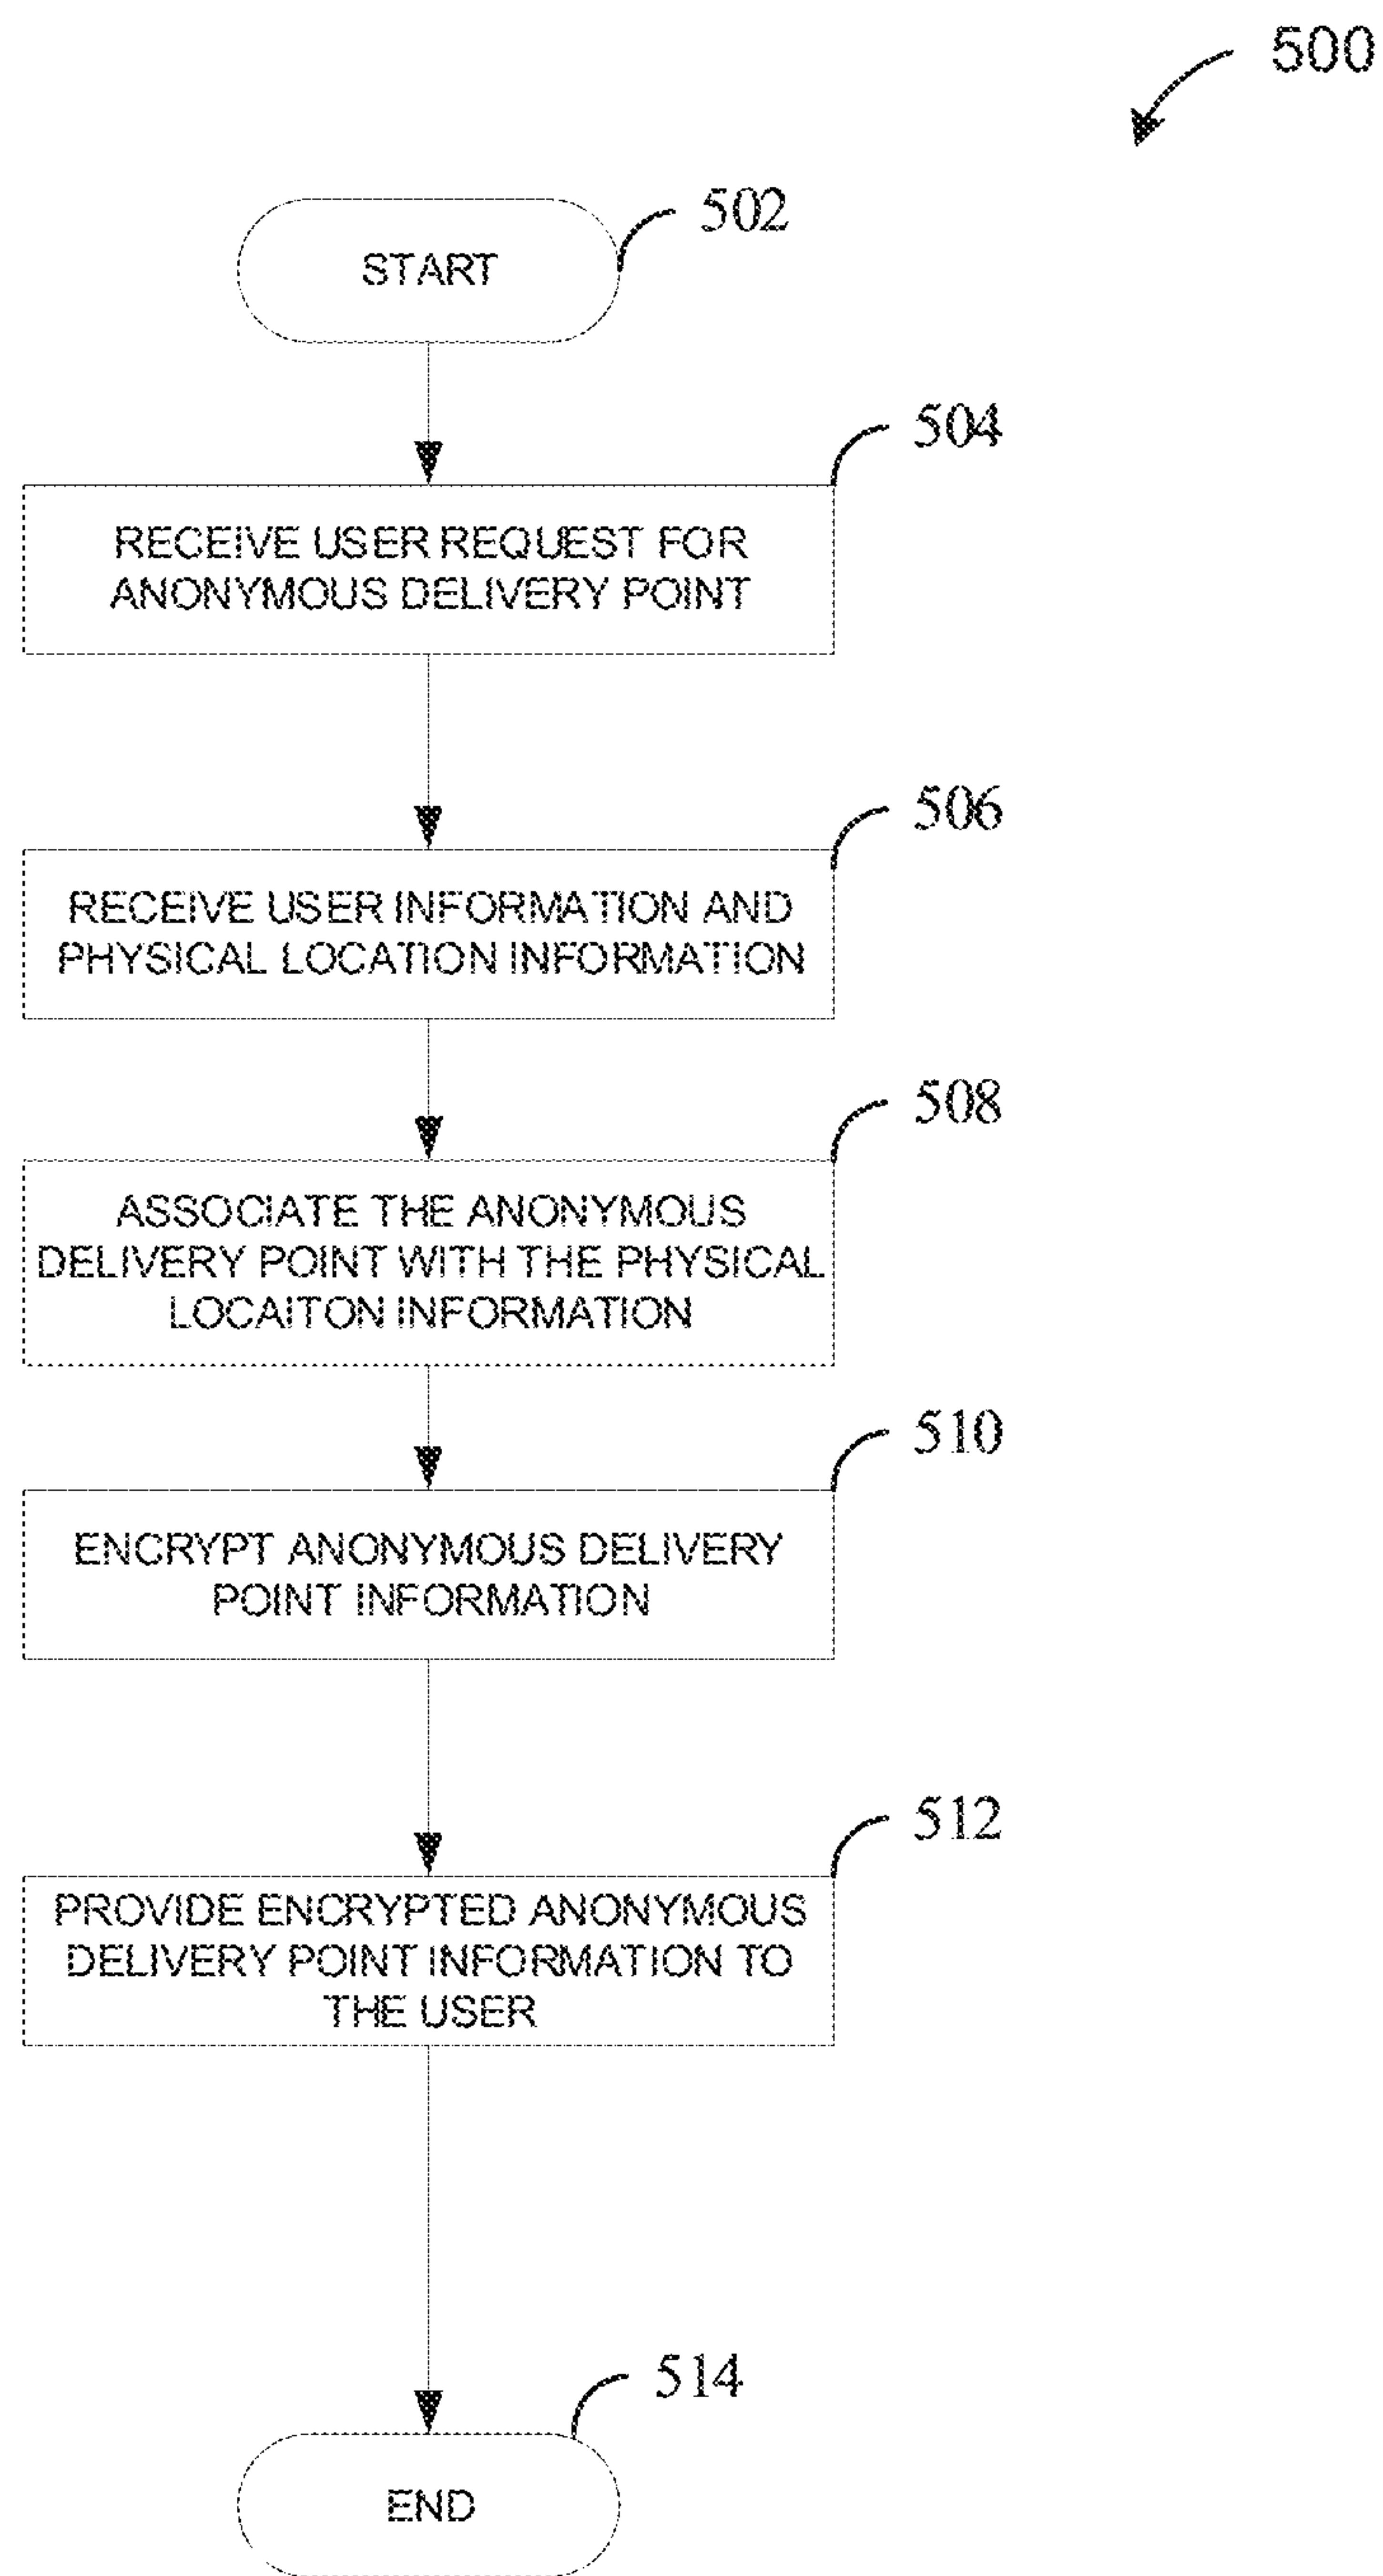 500
502
START
504
RECEIVE USER REQUEST FOR
ANONYMOUS DELIVERY POINT
506
RECEIVE USER INFORMATION AND
PHYSICAL LOCATION INFORMATION
508
ASSOCIATE THE ANONYMOUS
DELIVERY POINT WITH THE PHYSICAL
LOCAITON INFORMATION
510
ENCRYPT ANONYMOUS DELIVERY
POINT INFORMATION
512
PROVIDE ENCRYPTED ANONYMOUS
DELIVERY POINT INFORMATION TO
THE USER
514
END